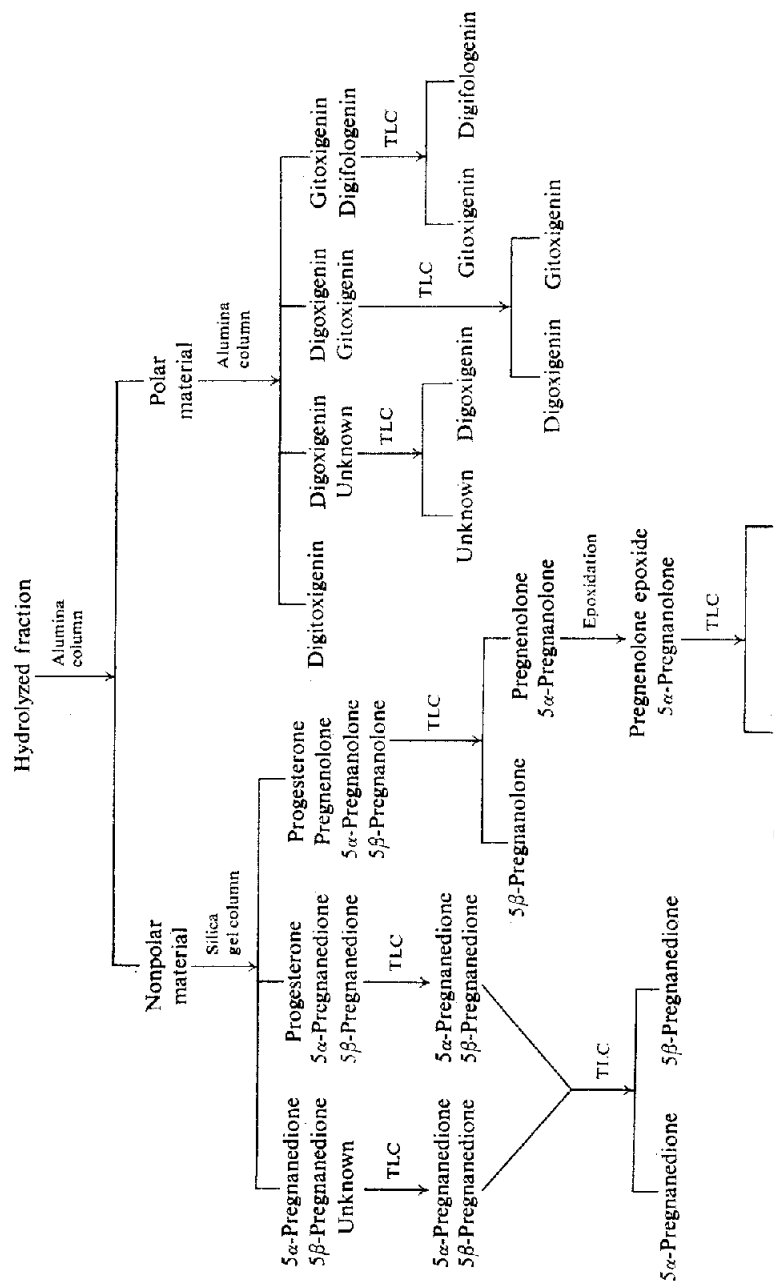 Hydrolyzed fraction
Alumina
column
Nonpolar
material
Polar
material
Silica
gel column
Alumina
column
5α-Pregnanedione
5β-Pregnanedione
Unknown
Progesterone
5α-Pregnanedione
5β-Pregnanedione
Progesterone
Pregnenolone
5α-Pregnanolone
5β-Pregnanolone
Digitoxigenin
Digoxigenin
Unknown
Digoxigenin
Gitoxigenin
Gitoxigenin
Digifologenin
TLC
TLC
TLC
TLC
TLC
TLC
5α-Pregnanedione
5β-Pregnanedione
5α-Pregnanedione
5β-Pregnanedione
5β-Pregnanolone
Pregnenolone
5α-Pregnanolone
Unknown
Digoxigenin
Digoxigenin
Gitoxigenin
Gitoxigenin
Digifologenin
TLC
Epoxidation
5α-Pregnanedione
5β-Pregnanedione
Pregnenolone epoxide
5α-Pregnanolone
TLC